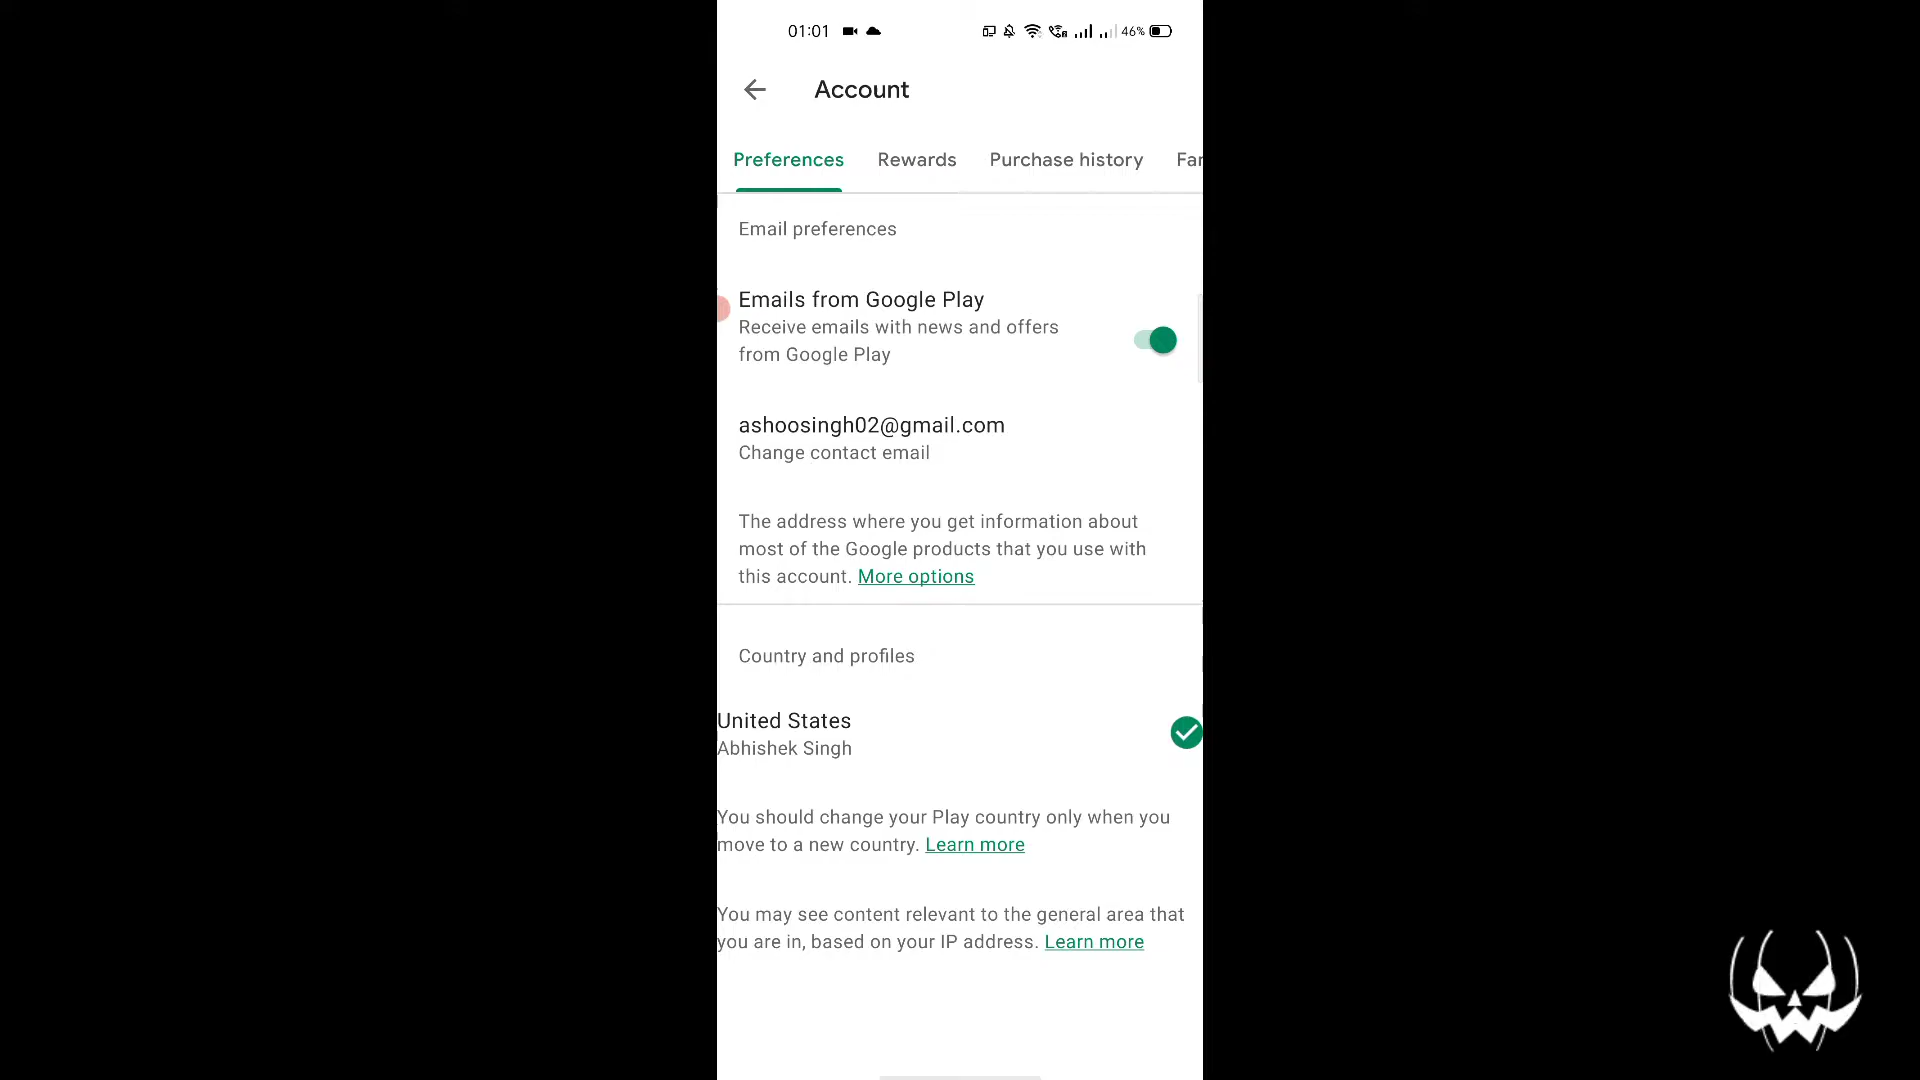 01:01
46%
Account
Preferences Rewards Purchase history Far
Email preferences
Emails from Google Play
Receive emails with news and offers
from Google Play
ashoosingh02@gmail.com
Change contact email
The address where you get information about
most of the Google products that you use with
this account. More options
Country and profiles
United States
Abhishek Singh
You should change your Play country only when you
move to a new country. Learn more
You may see content relevant to the general area that
you are in, based on your IP address. Learn more